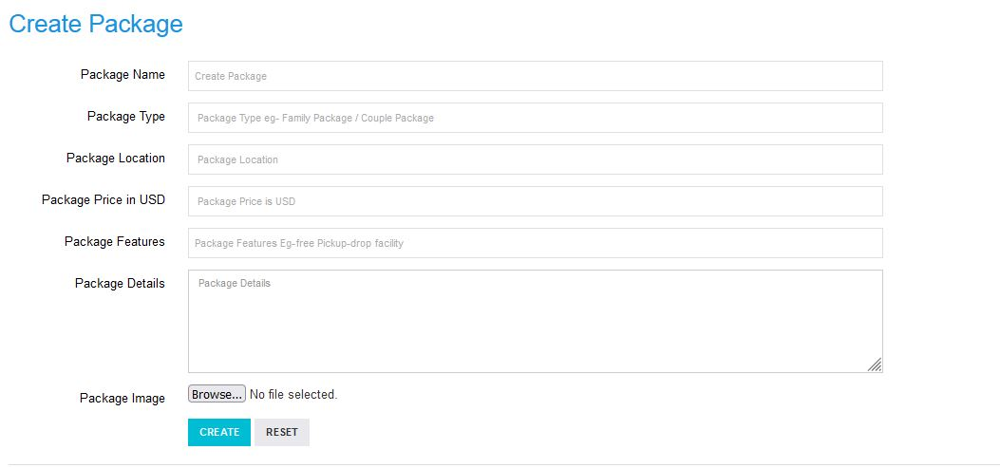 Create Package
Package Name
Create Package
Package Type
Package Type eg- Family Package / Couple Package
Package Location
Package Location
Package Price in USD
Package Price is USD
Package Features
Package Features Eg-free Pickup-drop facility
Package Details
Package Details
Package Image
Browse... No file selected.
CREATE RESET